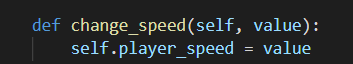 def change_speed(self, value):
    self.player_speed = value